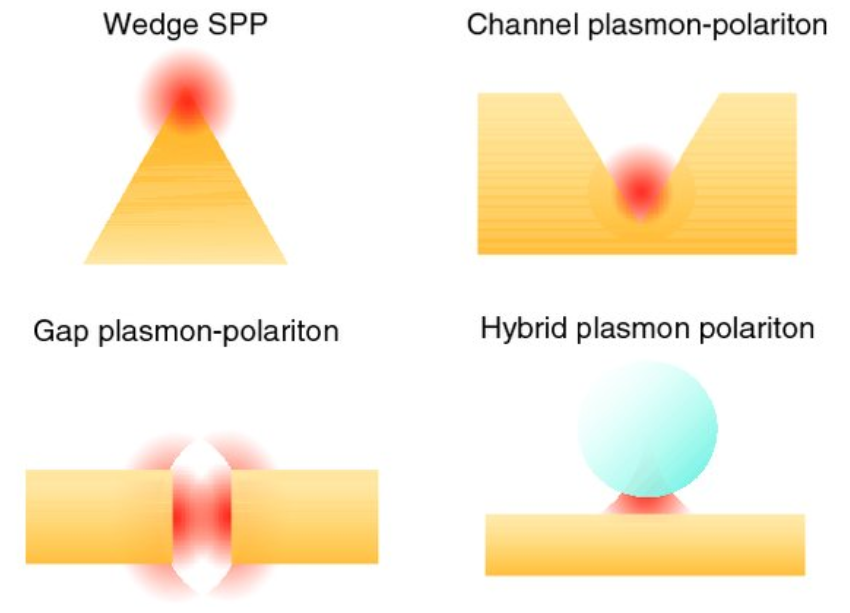 Wedge SPP
Channel plasmon-polariton
Gap plasmon-polariton
Hybrid plasmon polariton